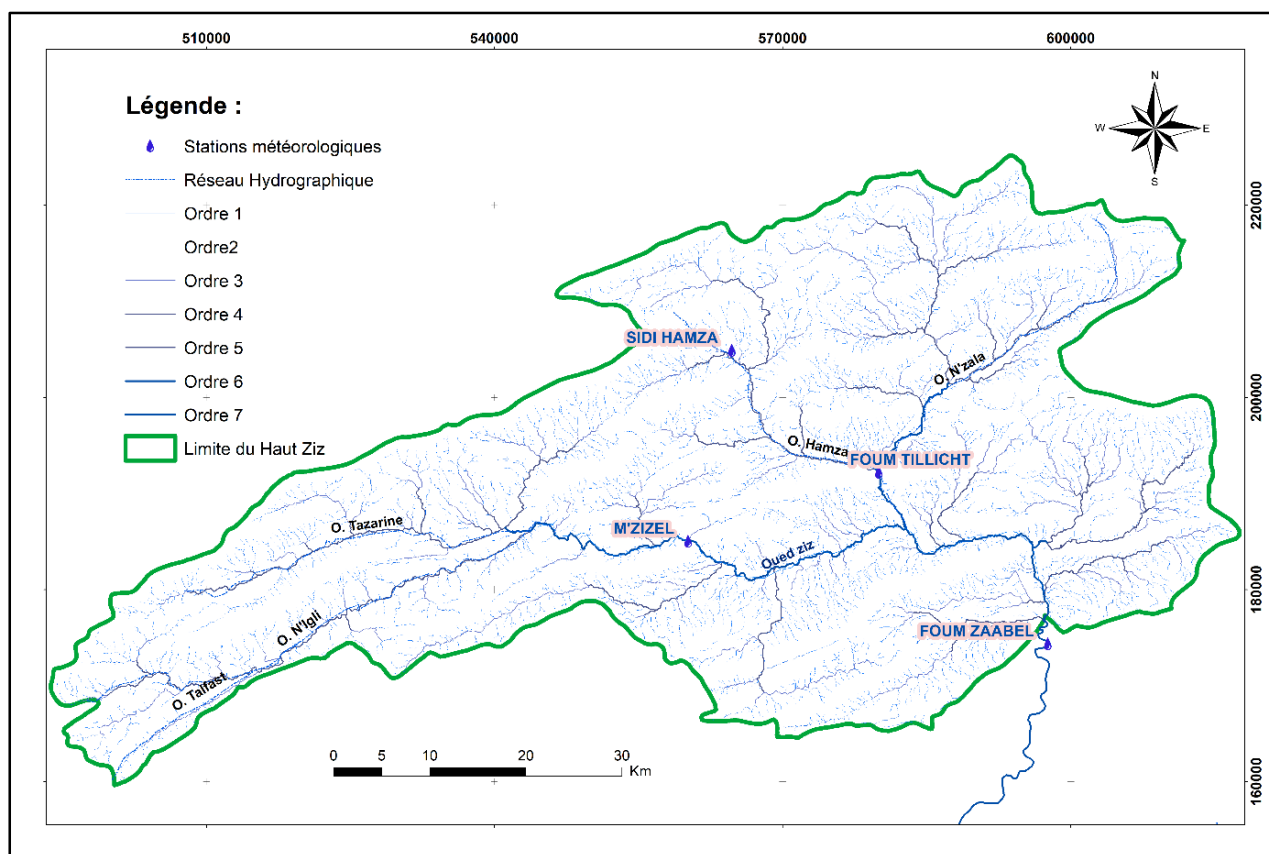 510000
540000
570000
600000
Légende :
Stations météorologiques
Réseau Hydrographique
Ordre 1
Ordre2
Ordre 3
Ordre 4
Ordre 5
Ordre 6
Ordre 7
Limite du Haut Ziz
N
W
E
S
220000
200000
180000
160000
SIDI HAMZA
O. N'zala
O. Hamza
FOUM TILLICHT
O. Tazarine
M'ZIZEL
Oued ziz
O. N'Igli
FOUM ZAABEL
O. Talfast
0 5 10 20 30
Km